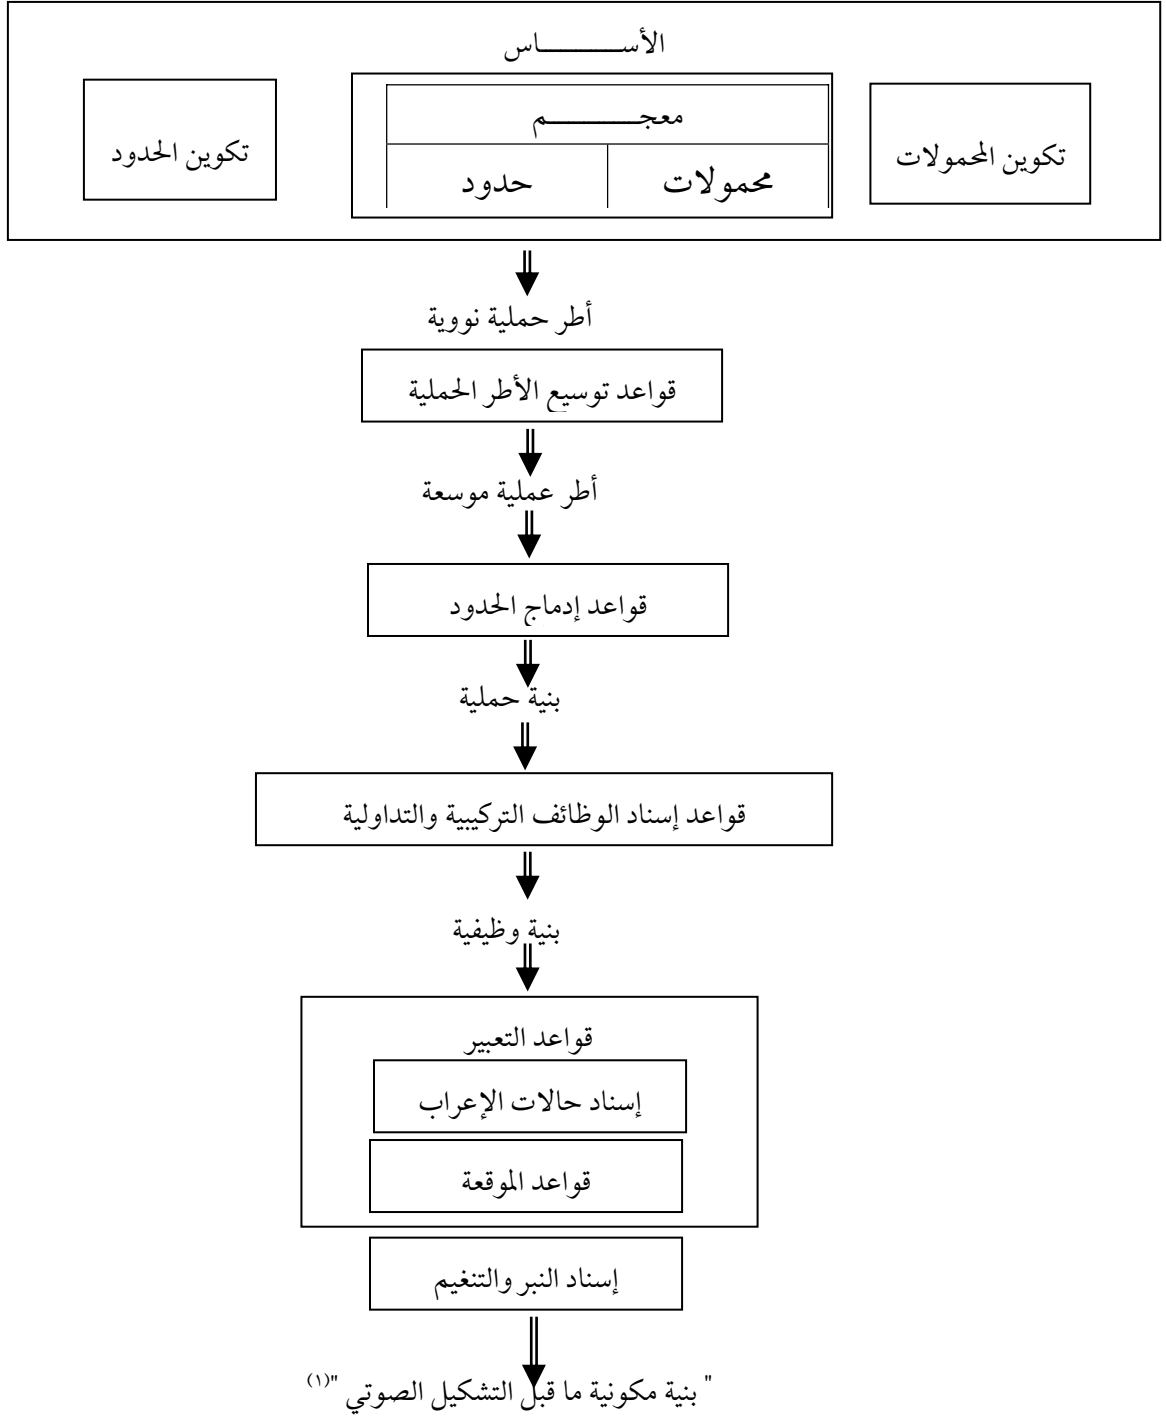 الأساس
معجم
تكوين المحمولات
محمولات
حدود
تكوين الحدود
أطر حملية نووية
قواعد توسيع الأطر الحملية
أطر عملية موسعة
قواعد إدماج الحدود
بنية حملية
قواعد إسناد الوظائف التركيبية والتداولية
بنية وظيفية
قواعد التعبير
إسناد حالات الإعراب
قواعد الموقعة
إسناد النبر والتنغيم
" بنية مكونية ما قبل التشكيل الصوتي "(١)